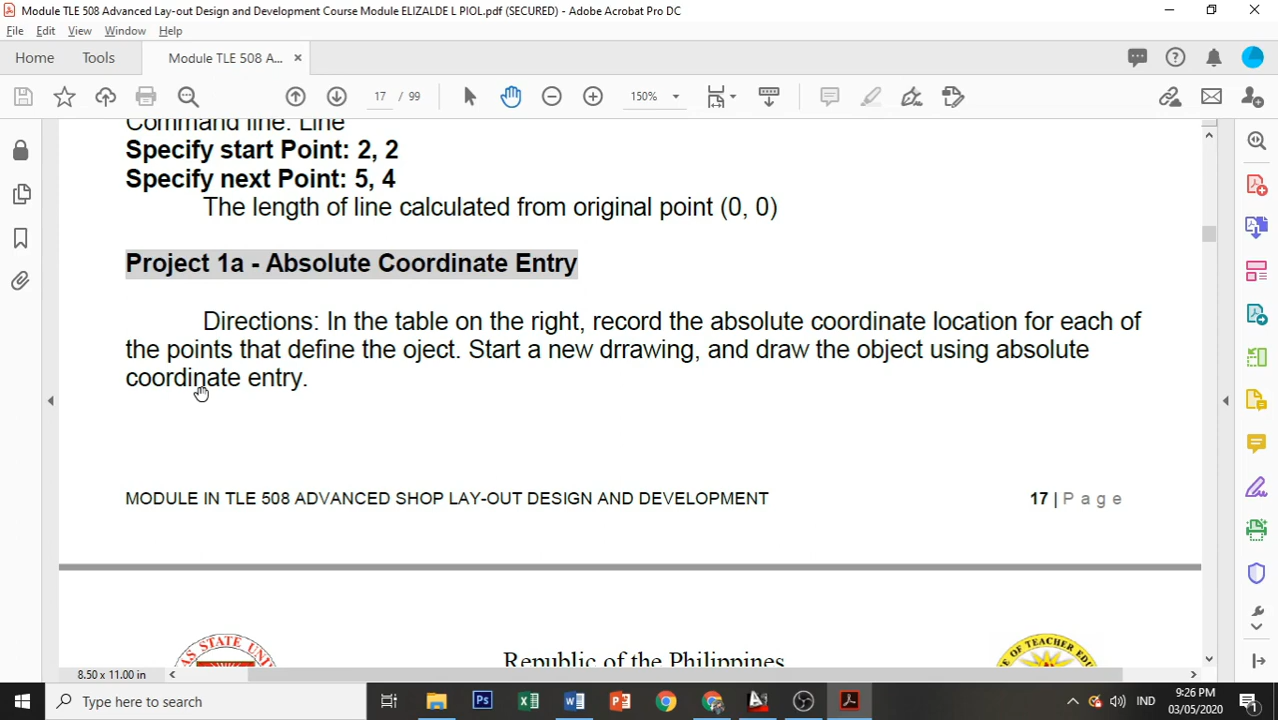 Module TLE 508 Advanced Lay-out Design and Development Course Module ELIZALDE L PIOL.pdf (SECURED) - Adobe Acrobat Pro DC
File Edit View Window Help
Home Tools Module TLE 508 A... ×
17 / 99 150%
Command line: Line
Specify start Point: 2, 2
Specify next Point: 5, 4
The length of line calculated from original point (0, 0)
Project 1a - Absolute Coordinate Entry
Directions: In the table on the right, record the absolute coordinate location for each of
the points that define the oject. Start a new drrawing, and draw the object using absolute
coordinate entry.
MODULE IN TLE 508 ADVANCED SHOP LAY-OUT DESIGN AND DEVELOPMENT 17 | P a g e
Republic of the Philippines
8.50 x 11.00 in
Type here to search
IND
9:26 PM
03/05/2020